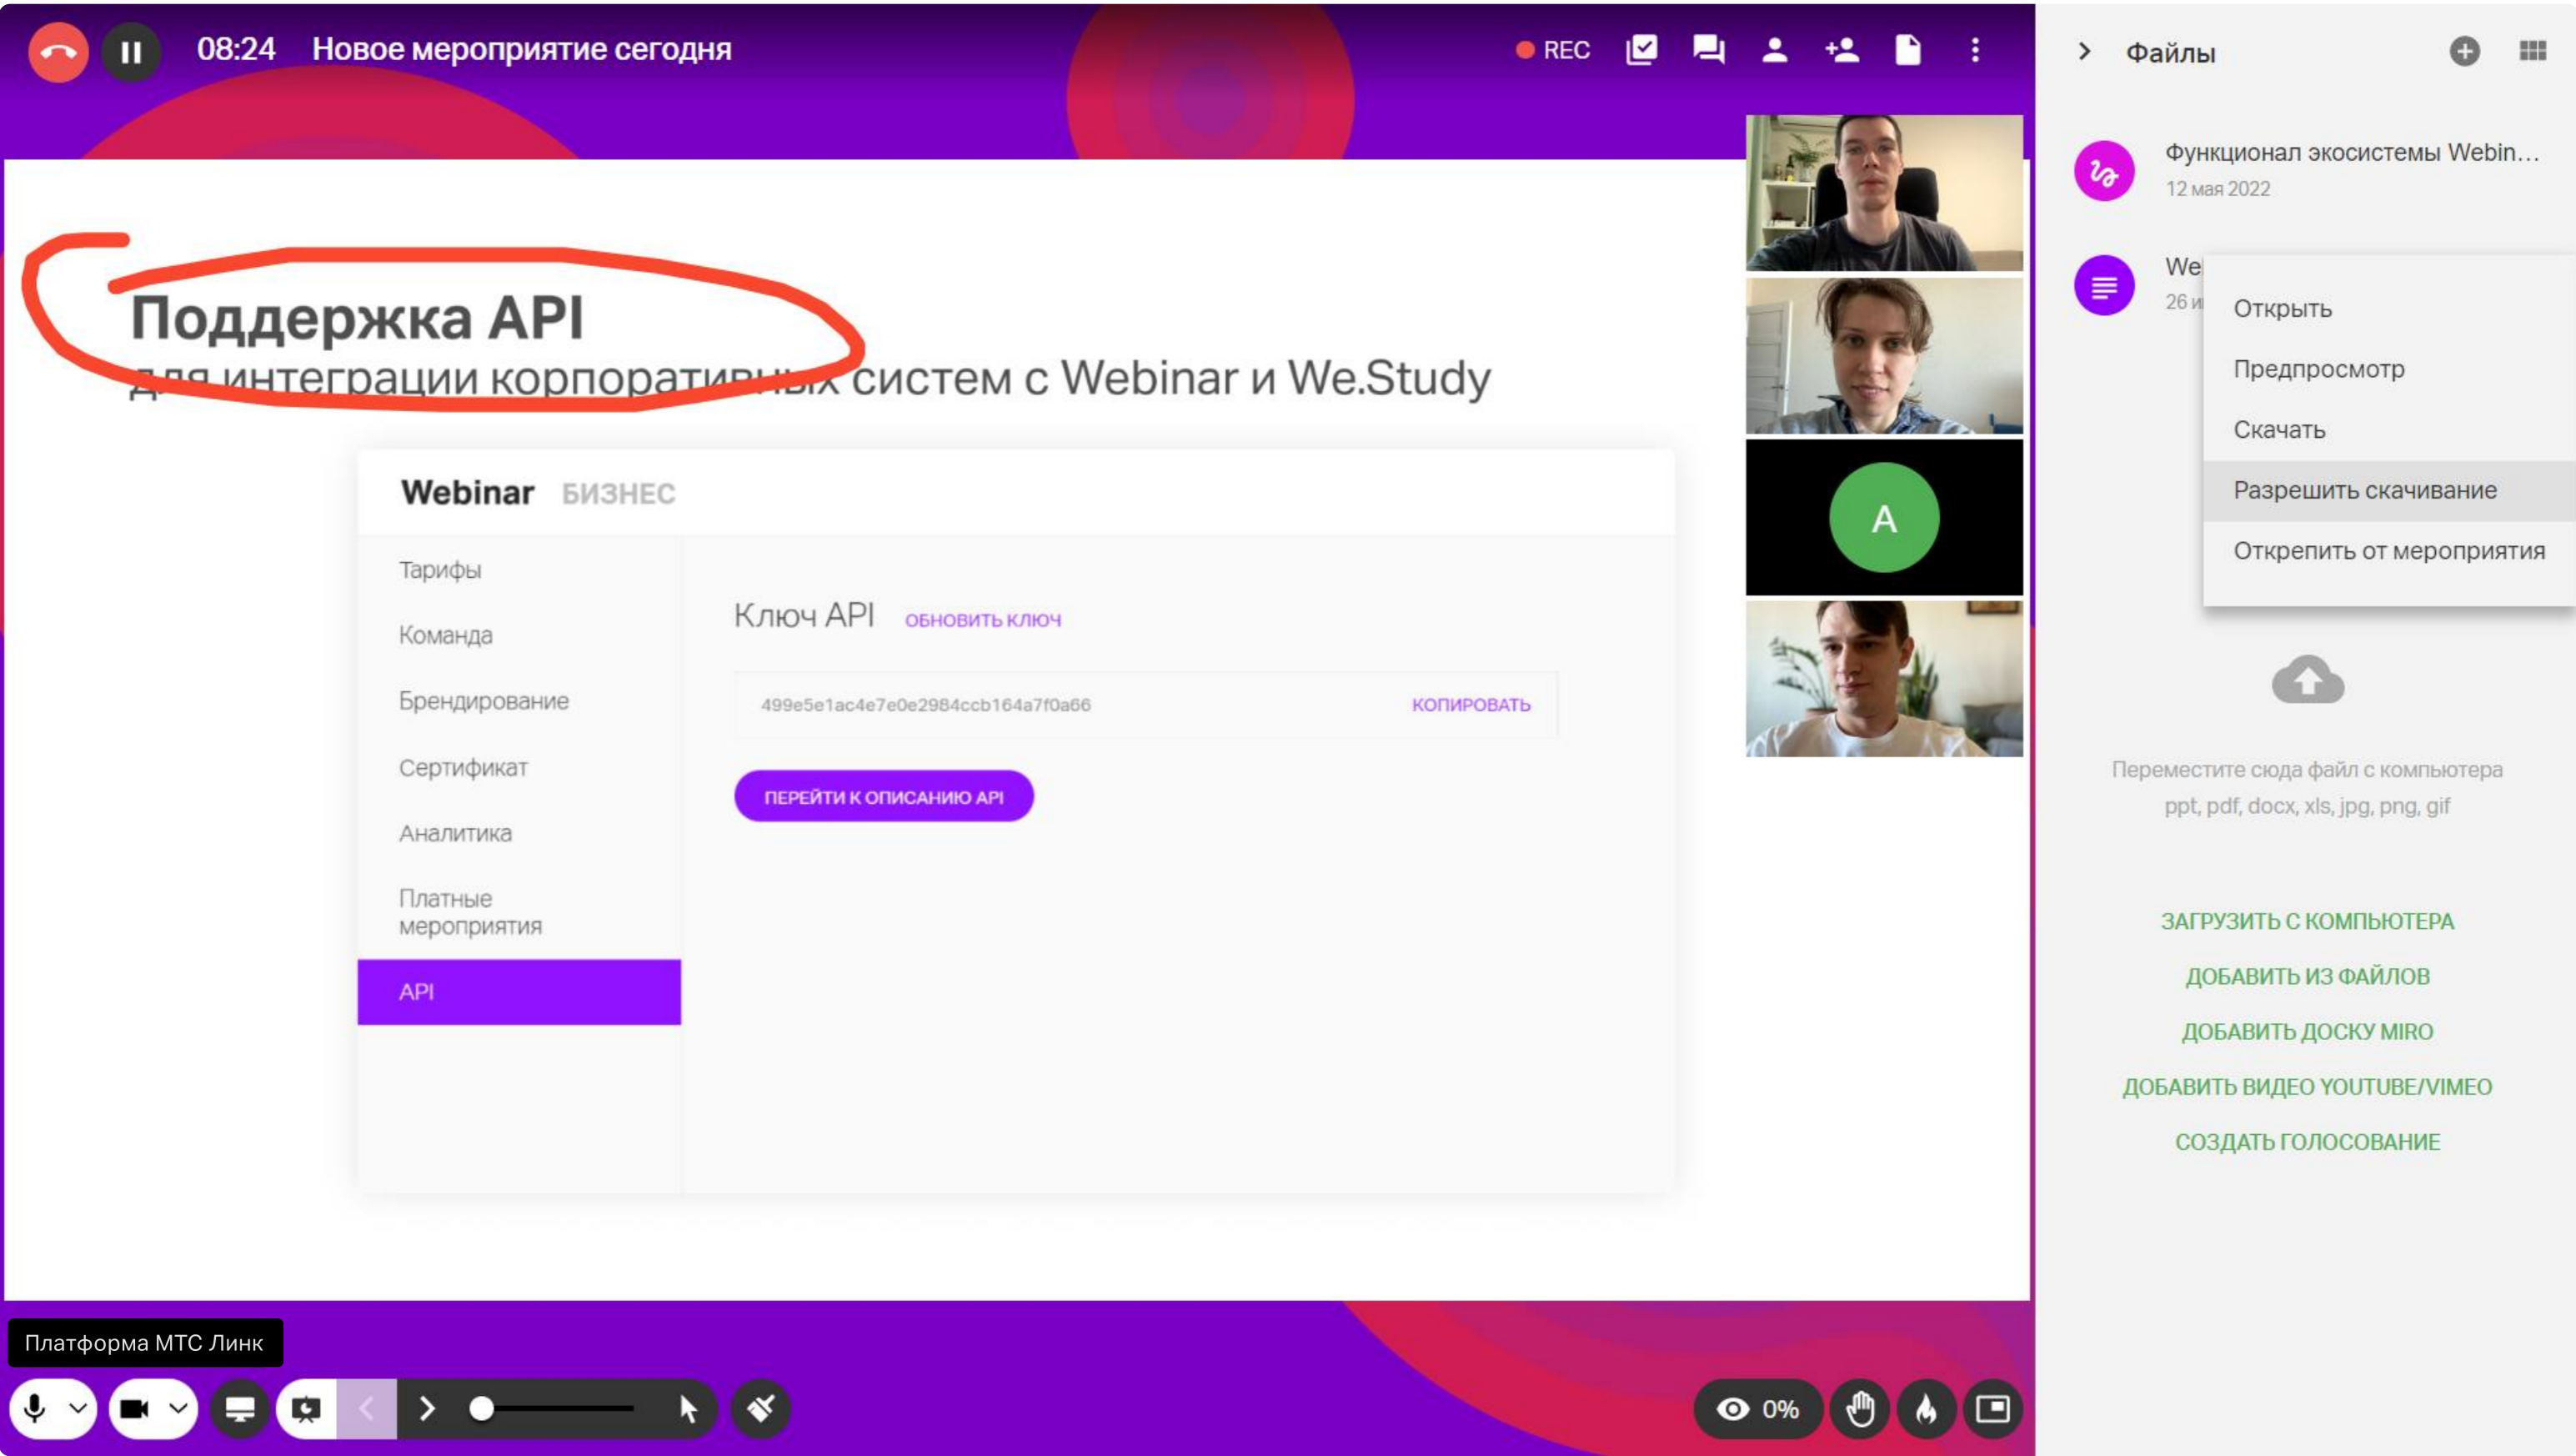 08:24 Новое мероприятие сегодня
REC
Поддержка API
для интеграции корпоративных систем с Webinar и We.Study
Webinar БИЗНЕС
Тарифы
Команда
Брендирование
Сертификат
Аналитика
Платные
мероприятия
API
Ключ API ОБНОВИТЬ КЛЮЧ
499e5e1ac4e7e0e2984ccb164a7f0a66 КОПИРОВАТЬ
ПЕРЕЙТИ К ОПИСАНИЮ API
A
Платформа МТС Линк
0%
Файлы
Функционал экосистемы Webin...
12 мая 2022
We
26 и
Открыть
Предпросмотр
Скачать
Разрешить скачивание
Открепить от мероприятия
Переместите сюда файл с компьютера
ppt, pdf, docx, xls, jpg, png, gif
ЗАГРУЗИТЬ С КОМПЬЮТЕРА
ДОБАВИТЬ ИЗ ФАЙЛОВ
ДОБАВИТЬ ДОСКУ MIRO
ДОБАВИТЬ ВИДЕО YOUTUBE/VIMEO
СОЗДАТЬ ГОЛОСОВАНИЕ